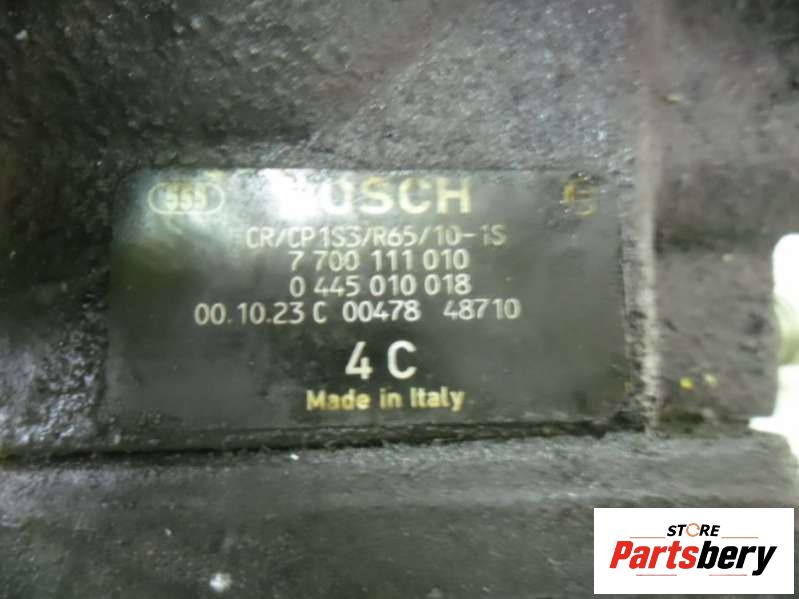 555 BOSCH
CR/CP1S3/R65/10-1S
7 700 111 010
0 445 010 018
00.10.23 C 00478 48710
4 C
Made in Italy
STORE
Partsbery